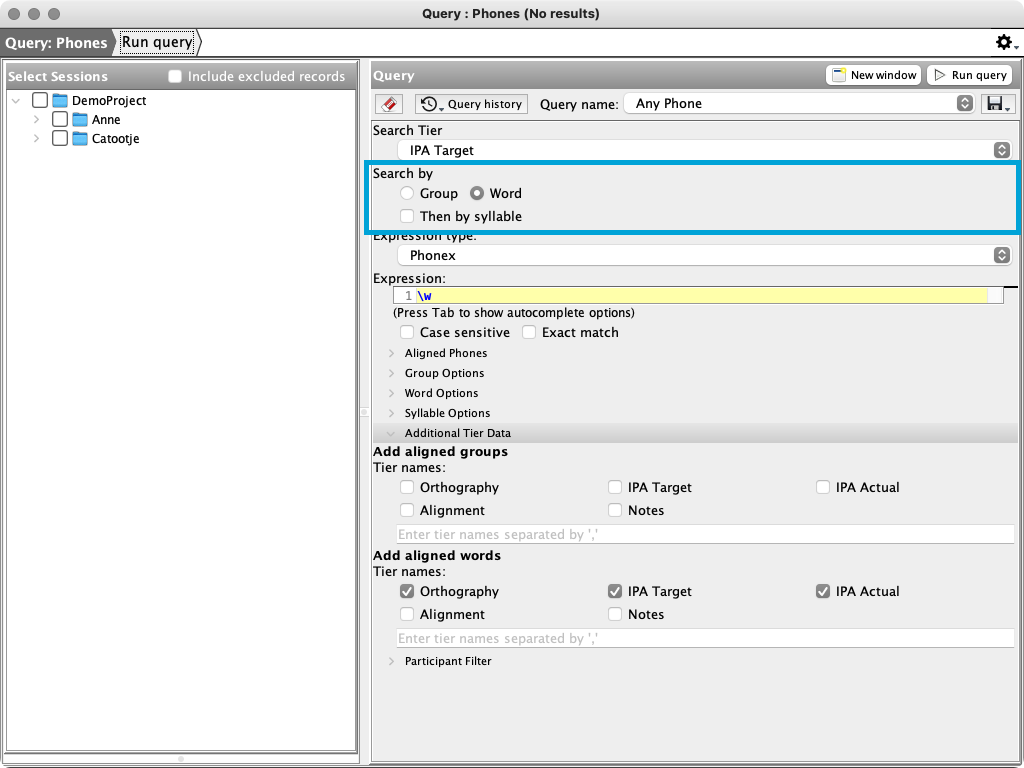 Query : Phones (No results)
Query: Phones Run query
Select Sessions Include excluded records
DemoProject
Anne
Catootje
Query New window Run query
Query history Query name: Any Phone
Search Tier
IPA Target
Search by
Group Word
Then by syllable
Expression type:
Phonex
Expression:
1 \w
(Press Tab to show autocomplete options)
Case sensitive Exact match
Aligned Phones
Group Options
Word Options
Syllable Options
Additional Tier Data
Add aligned groups
Tier names:
Orthography IPA Target IPA Actual
Alignment Notes
Enter tier names separated by ','
Add aligned words
Tier names:
Orthography IPA Target IPA Actual
Alignment Notes
Enter tier names separated by ','
Participant Filter